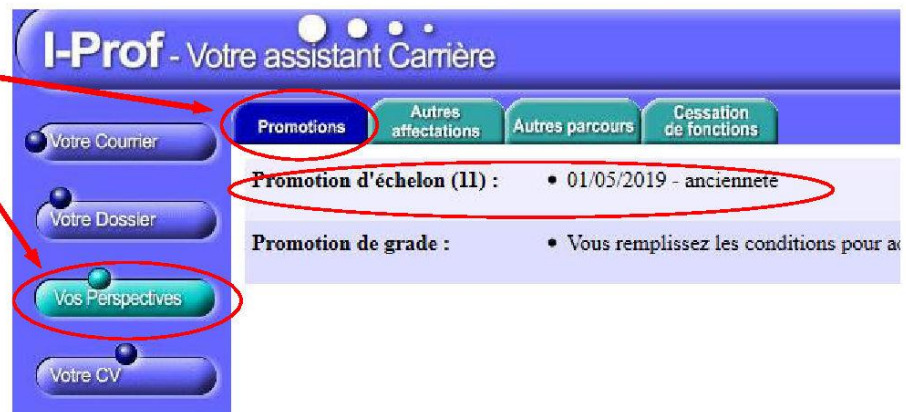 I-Prof - Votre assistant Carrière
Promotions
Autres
affectations
Autres parcours
Cessation
de fonctions
Votre Courrier
Votre Dossier
Vos Perspectives
Votre CV
Promotion d'échelon (11) : • 01/05/2019 - ancienneté
Promotion de grade : • Vous remplissez les conditions pour ac